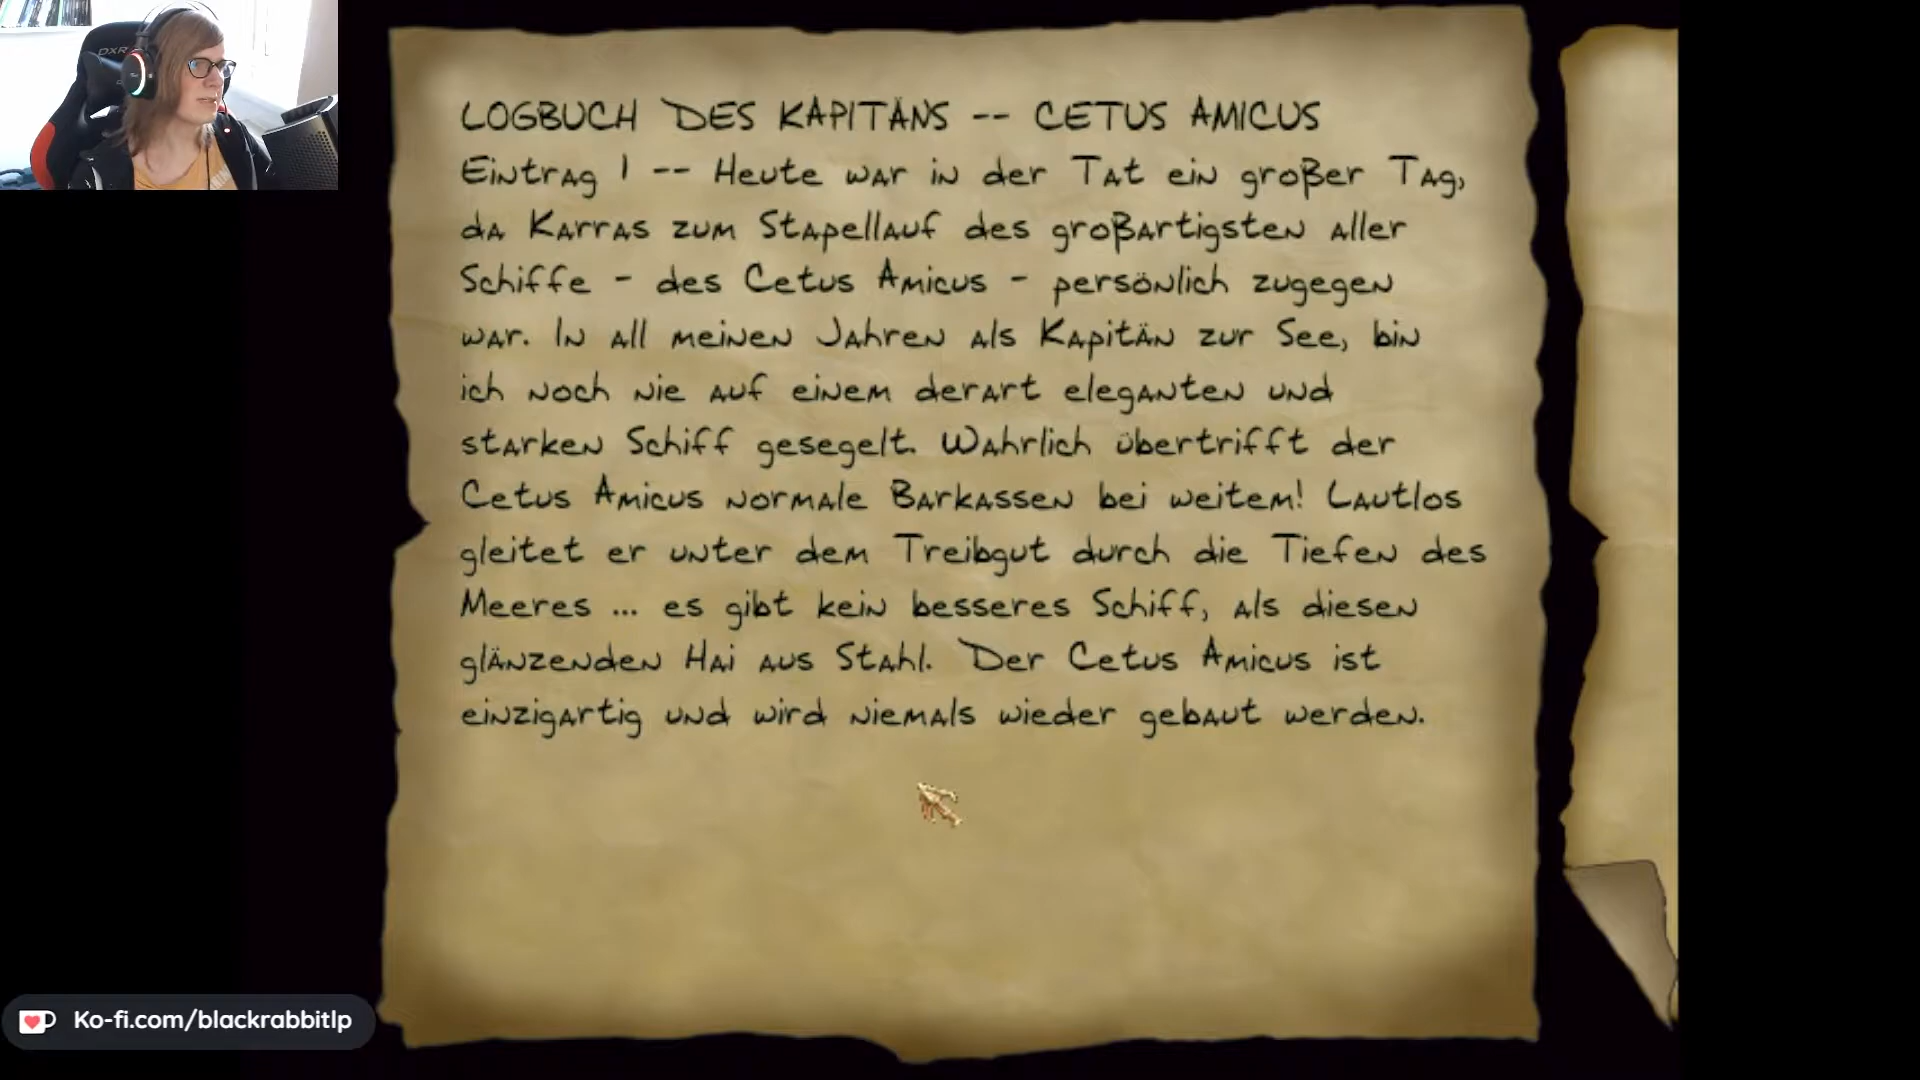 DXR
LOGBUCH DES KAPITÄNS -- CETUS AMICUS
Eintrag 1 -- Heute war in der Tat ein großer Tag,
da Karras zum Stapellauf des großartigsten aller
Schiffe - des Cetus Amicus - persönlich zugegen
war. In all meinen Jahren als Kapitän zur See, bin
ich noch nie auf einem derart eleganten und
starken Schiff gesegelt. Wahrlich übertrifft der
Cetus Amicus normale Barkassen bei weitem! Lautlos
gleitet er unter dem Treibgut durch die Tiefen des
Meeres ... es gibt kein besseres Schiff, als diesen
glänzenden Hai aus Stahl. Der Cetus Amicus ist
einzigartig und wird niemals wieder gebaut werden.
Ko-fi.com/blackrabbitlp